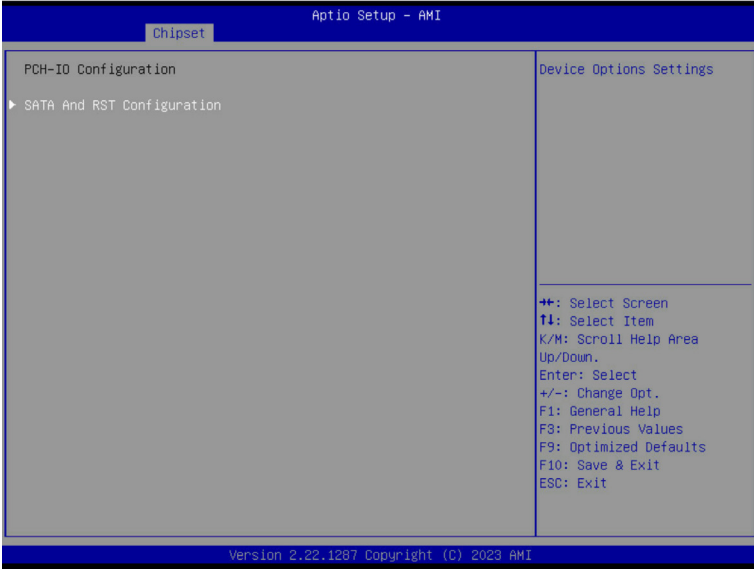 Aptio Setup - AMI
Chipset
PCH-IO Configuration
SATA And RST Configuration
Device Options Settings
→←: Select Screen
↑↓: Select Item
K/M: Scroll Help Area
Up/Down.
Enter: Select
+/-: Change Opt.
F1: General Help
F3: Previous Values
F9: Optimized Defaults
F10: Save & Exit
ESC: Exit
Version 2.22.1287 Copyright (C) 2023 AMI